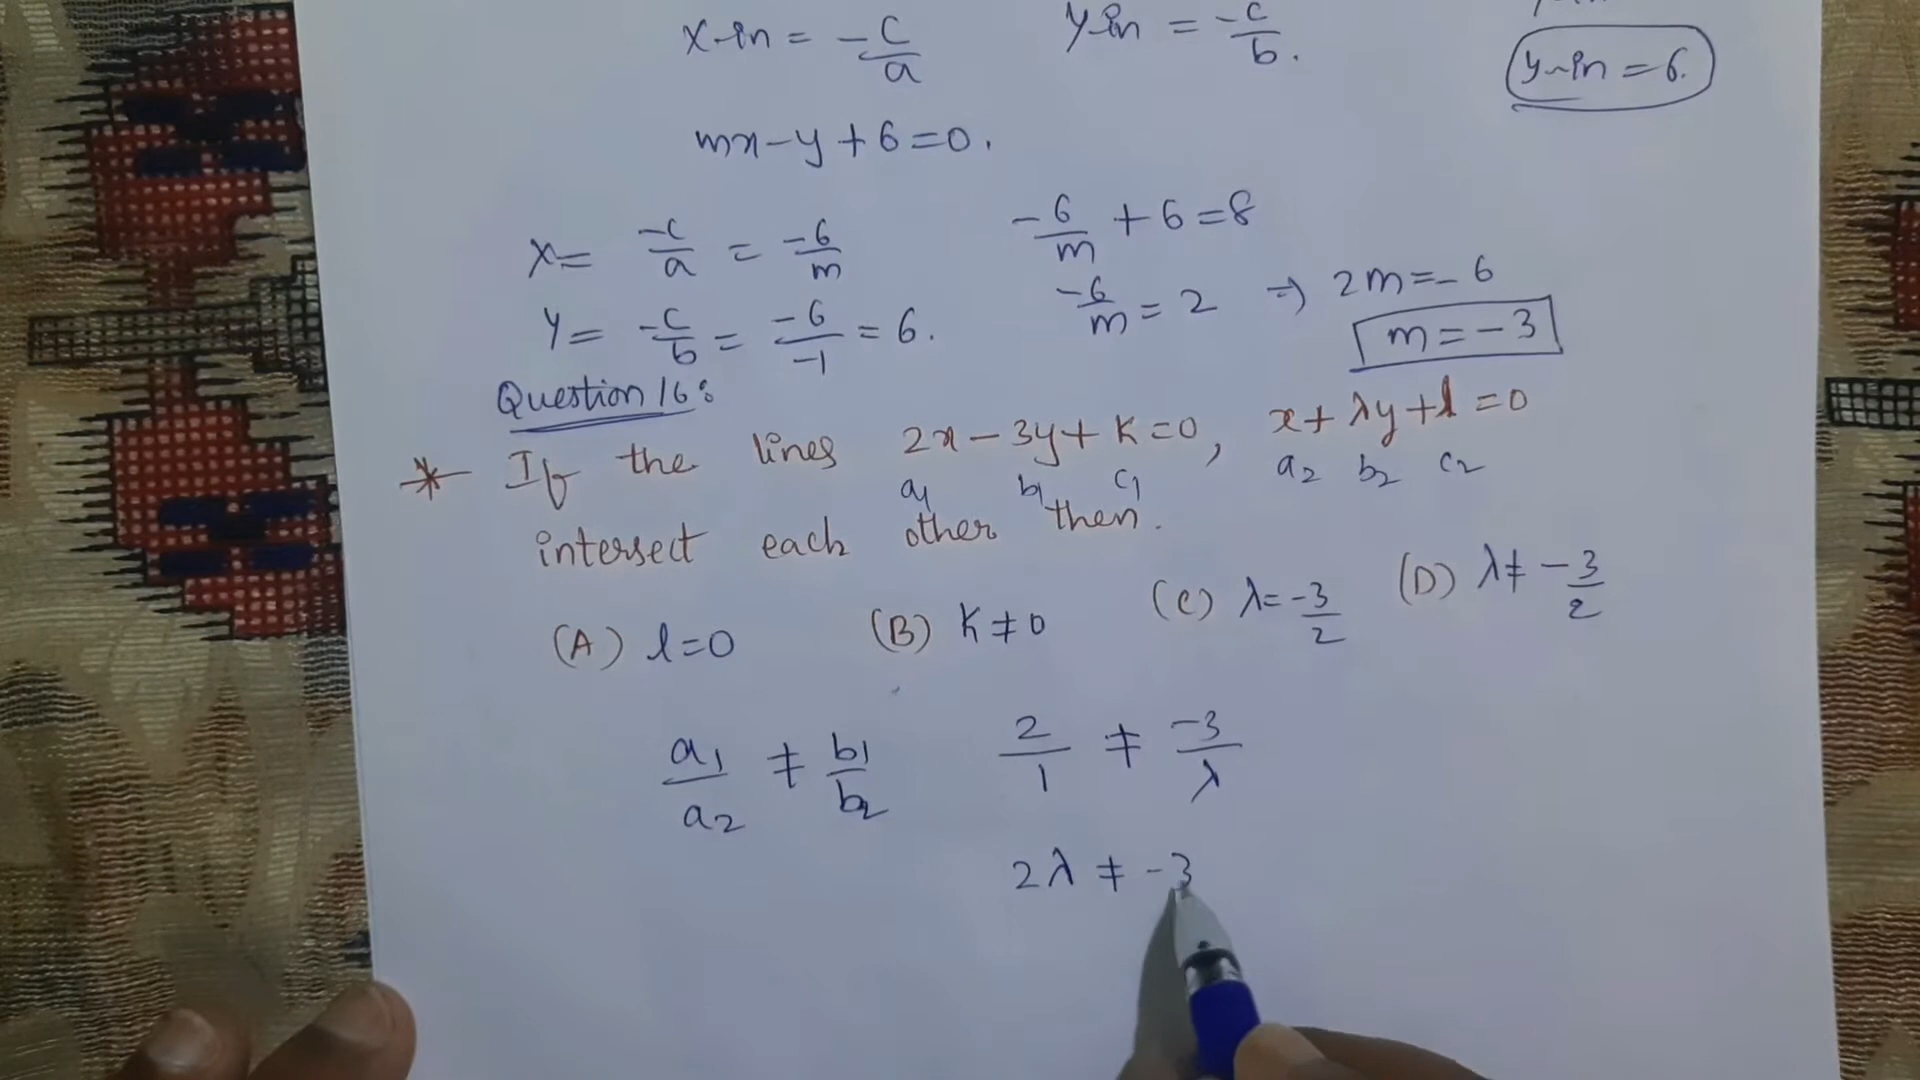 x-in = -c/a y-in = -c/b.
y-in = 6.
mx-y+6=0.
x= -c/a = -6/m -6/m + 6 = 8
y= -c/b = -6/-1 = 6. -6/m = 2 ⇒ 2m=-6
m=-3
Question 16:
* If the lines 2x-3y+k=0, x+λy+l=0
a1 b1 c1 a2 b2 c2
intersect each other then.
(A) l=0 (B) k≠0 (C) λ=-3/2 (D) λ≠-3/2
a1/a2 ≠ b1/b2 2/1 ≠ -3/λ
2λ ≠ -3